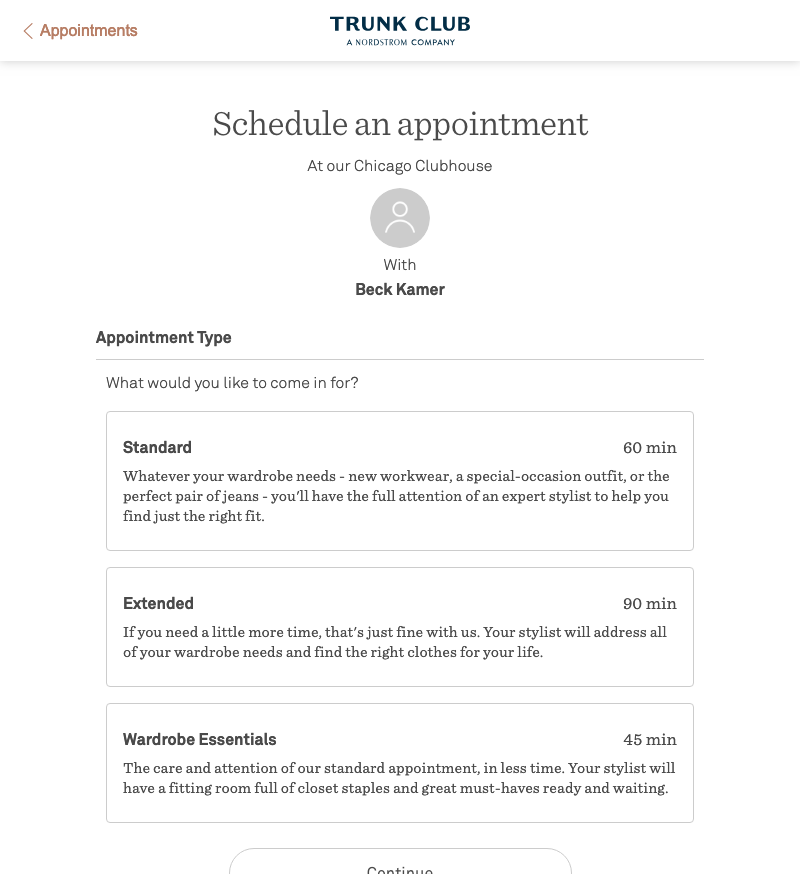 Appointments
TRUNK CLUB
A NORDSTROM COMPANY
Schedule an appointment
At our Chicago Clubhouse
With
Beck Kamer
Appointment Type
What would you like to come in for?
Standard
60 min
Whatever your wardrobe needs - new workwear, a special-occasion outfit, or the
perfect pair of jeans - you'll have the full attention of an expert stylist to help you
find just the right fit.
Extended
90 min
If you need a little more time, that's just fine with us. Your stylist will address all
of your wardrobe needs and find the right clothes for your life.
Wardrobe Essentials
45 min
The care and attention of our standard appointment, in less time. Your stylist will
have a fitting room full of closet staples and great must-haves ready and waiting.
Continue